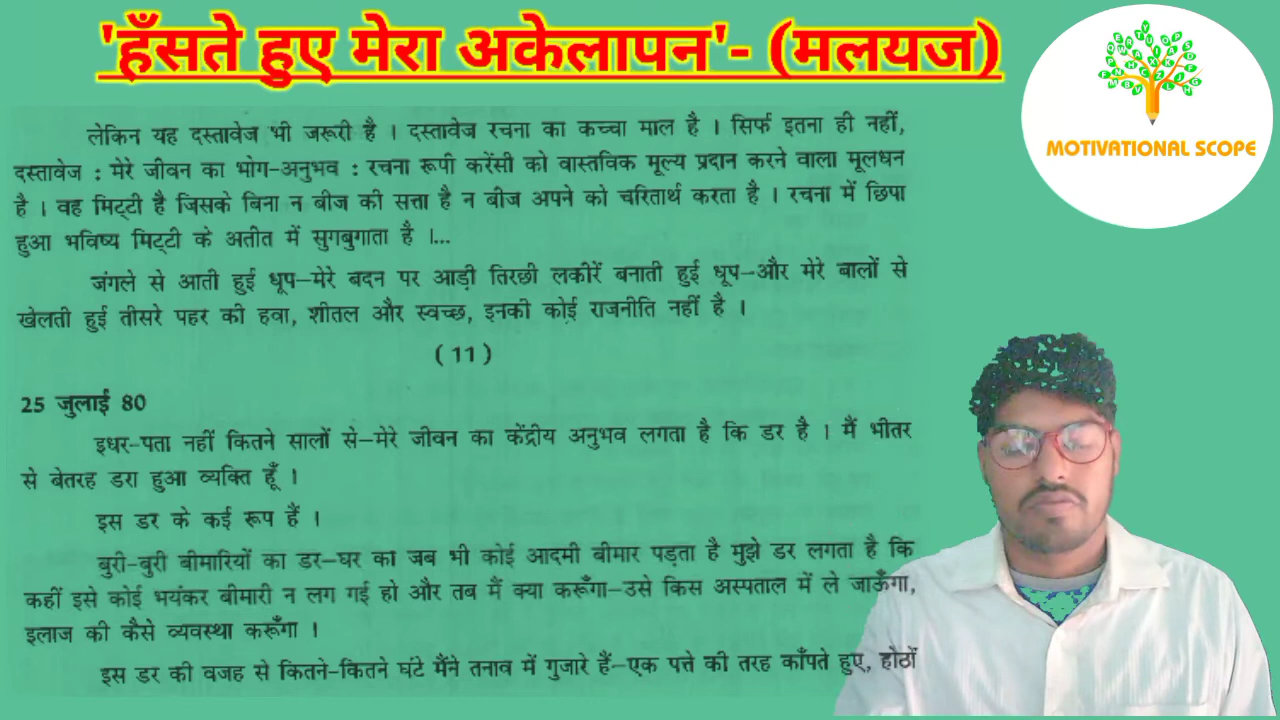 'हँसते हुए मेरा अकेलापन'- (मलयज)
MOTIVATIONAL SCOPE
लेकिन यह दस्तावेज भी जरूरी है । दस्तावेज रचना का कच्चा माल है । सिर्फ इतना ही नहीं,
दस्तावेज : मेरे जीवन का भोग-अनुभव : रचना रूपी करेंसी को वास्तविक मूल्य प्रदान करने वाला मूलधन
है । वह मिट्टी है जिसके बिना न बीज की सत्ता है न बीज अपने को चरितार्थ करता है । रचना में छिपा
हुआ भविष्य मिट्टी के अतीत में सुगबुगाता है ।...
जंगले से आती हुई धूप–मेरे बदन पर आड़ी तिरछी लकीरें बनाती हुई धूप–और मेरे बालों से
खेलती हुई तीसरे पहर की हवा, शीतल और स्वच्छ, इनकी कोई राजनीति नहीं है ।
( 11 )
25 जुलाई 80
इधर–पता नहीं कितने सालों से–मेरे जीवन का केंद्रीय अनुभव लगता है कि डर है । मैं भीतर
से बेतरह डरा हुआ व्यक्ति हूँ ।
इस डर के कई रूप हैं ।
बुरी-बुरी बीमारियों का डर–घर का जब भी कोई आदमी बीमार पड़ता है मुझे डर लगता है कि
कहीं इसे कोई भयंकर बीमारी न लग गई हो और तब मैं क्या करूँगा–उसे किस अस्पताल में ले जाऊँगा,
इलाज की कैसे व्यवस्था करूँगा ।
इस डर की वजह से कितने-कितने घंटे मैंने तनाव में गुजारे हैं–एक पत्ते की तरह काँपते हुए, होठों